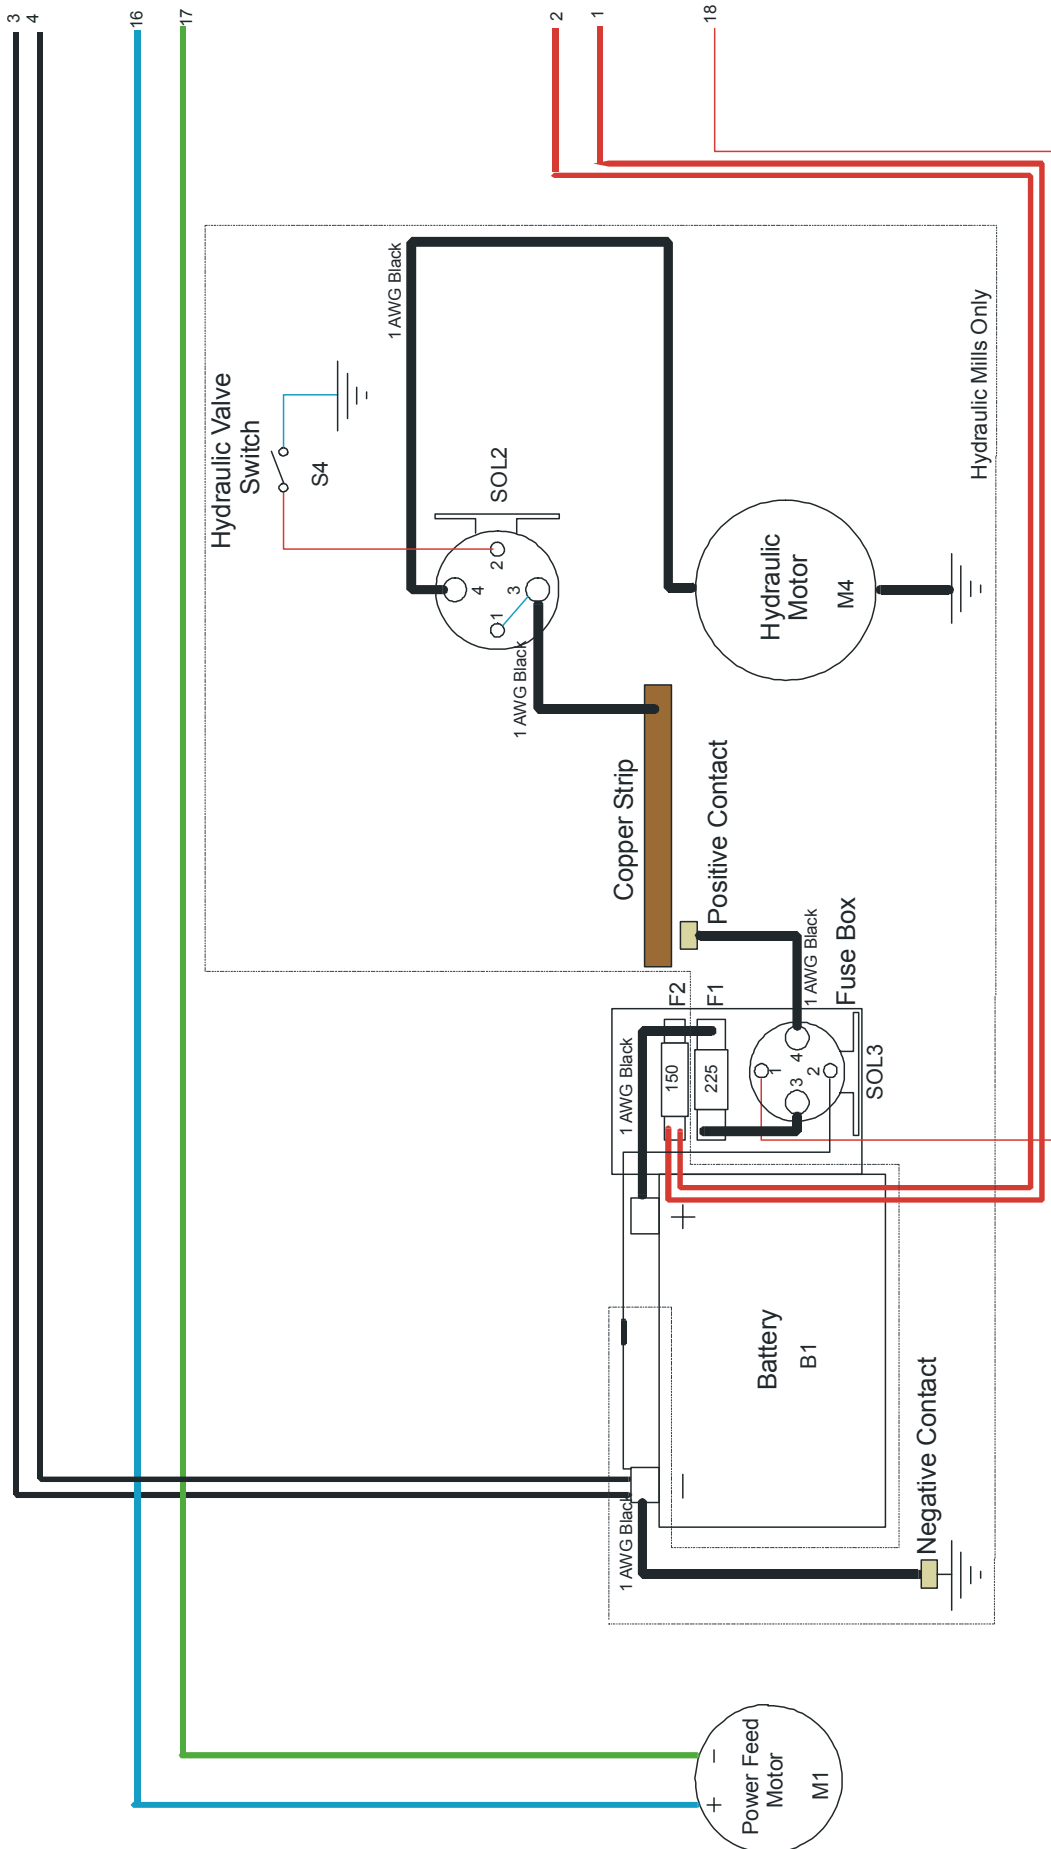 3
4
16
17
2
1
18
1 AWG Black
Hydraulic Valve
Switch
S4
SOL2
2
4
3
1
1 AWG Black
Hydraulic Mills Only
Hydraulic
Motor
M4
Copper Strip
Positive Contact
1 AWG Black
Fuse Box
F2
F1
1 AWG Black
150
225
1
4
3
2
SOL3
+
Battery
B1
–
1 AWG Black
Negative Contact
–
+
Power Feed
Motor
M1